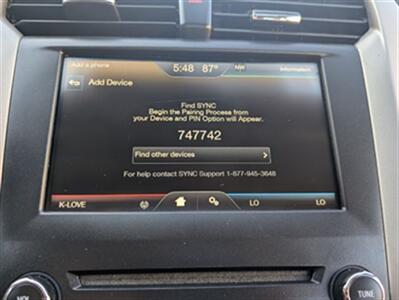 Add a phone
5:48 87° NW Information
Add Device
Find SYNC
Begin the Pairing Process from
your Device and PIN Option will Appear.
747742
Find other devices >
For help contact SYNC Support 1-877-945-3648
K-LOVE LO LO
VOL TUNE